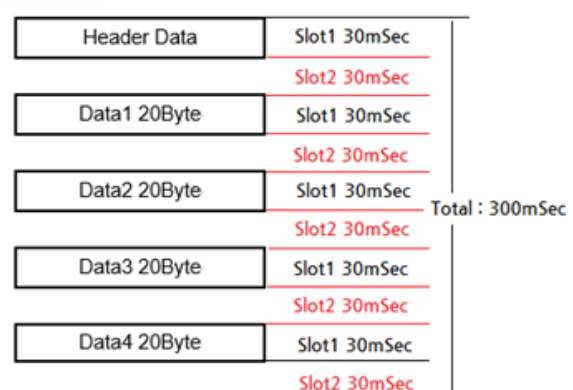 Header Data
Slot1 30mSec
Slot2 30mSec
Data1 20Byte
Slot1 30mSec
Slot2 30mSec
Data2 20Byte
Slot1 30mSec
Total : 300mSec
Slot2 30mSec
Data3 20Byte
Slot1 30mSec
Slot2 30mSec
Data4 20Byte
Slot1 30mSec
Slot2 30mSec